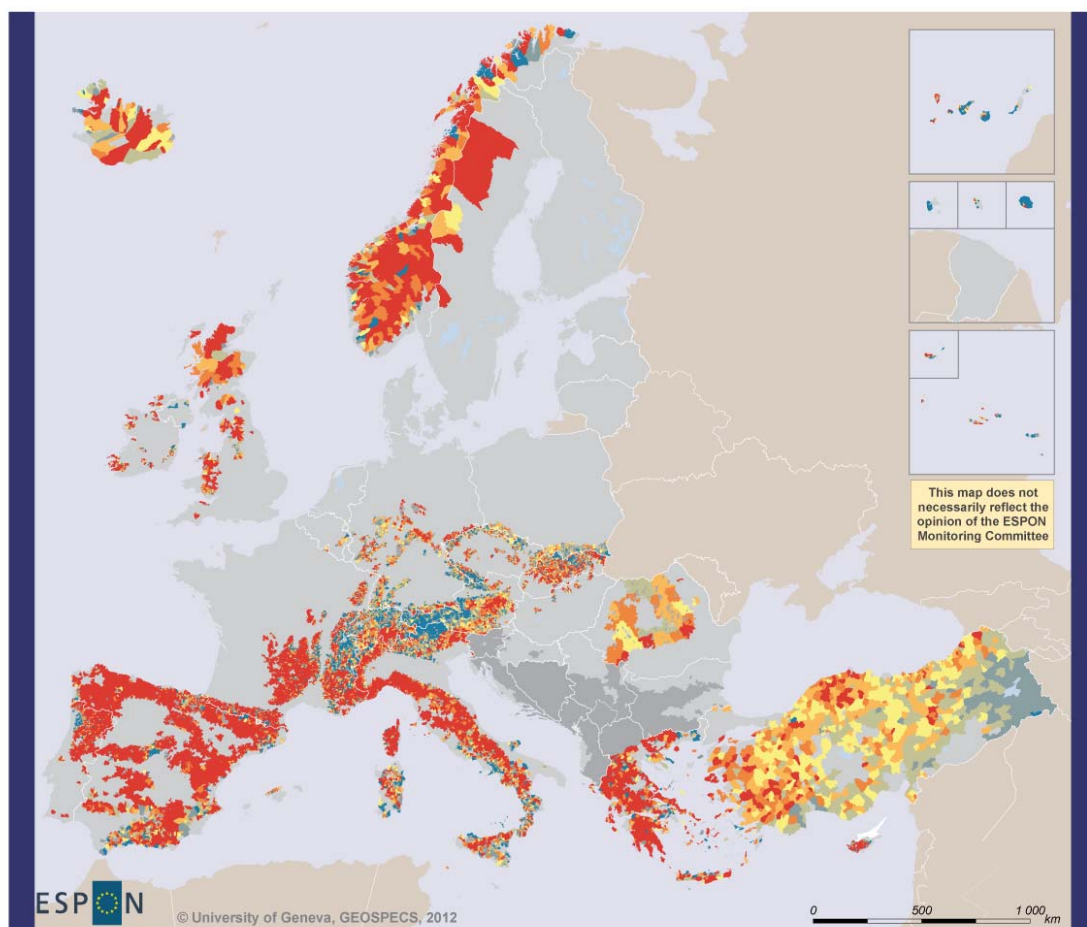 This map does not
necessarily reflect the
opinion of the ESPON
Monitoring Committee
ESPON
© University of Geneva, GEOSPECS, 2012
0 500 1 000
km